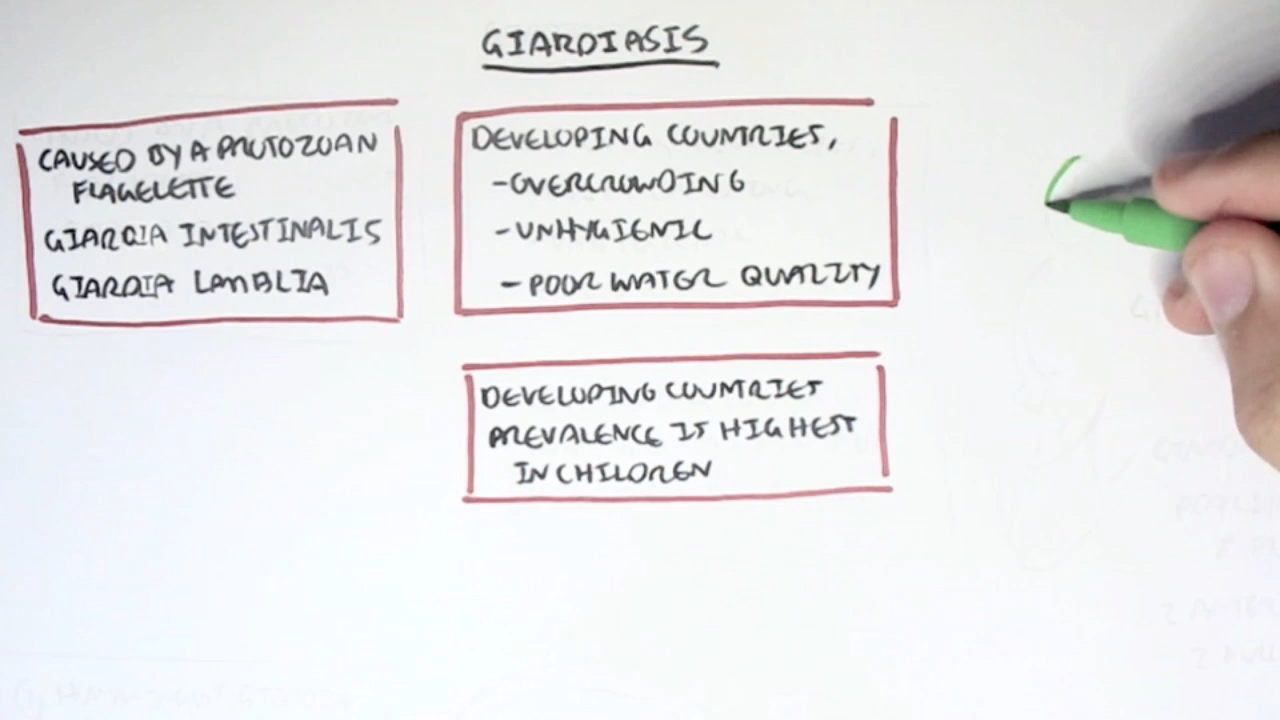 GIARDIASIS
CAUSED BY A PROTOZOAN
FLAGELETTE
GIARDIA INTESTINALIS
GIARDIA LAMBLIA
DEVELOPING COUNTRIES,
-OVERCROWDING
-UNHYGIENIC
-POOR WATER QUALITY
DEVELOPING COUNTRIES
PREVALENCE IS HIGHEST
IN CHILDREN